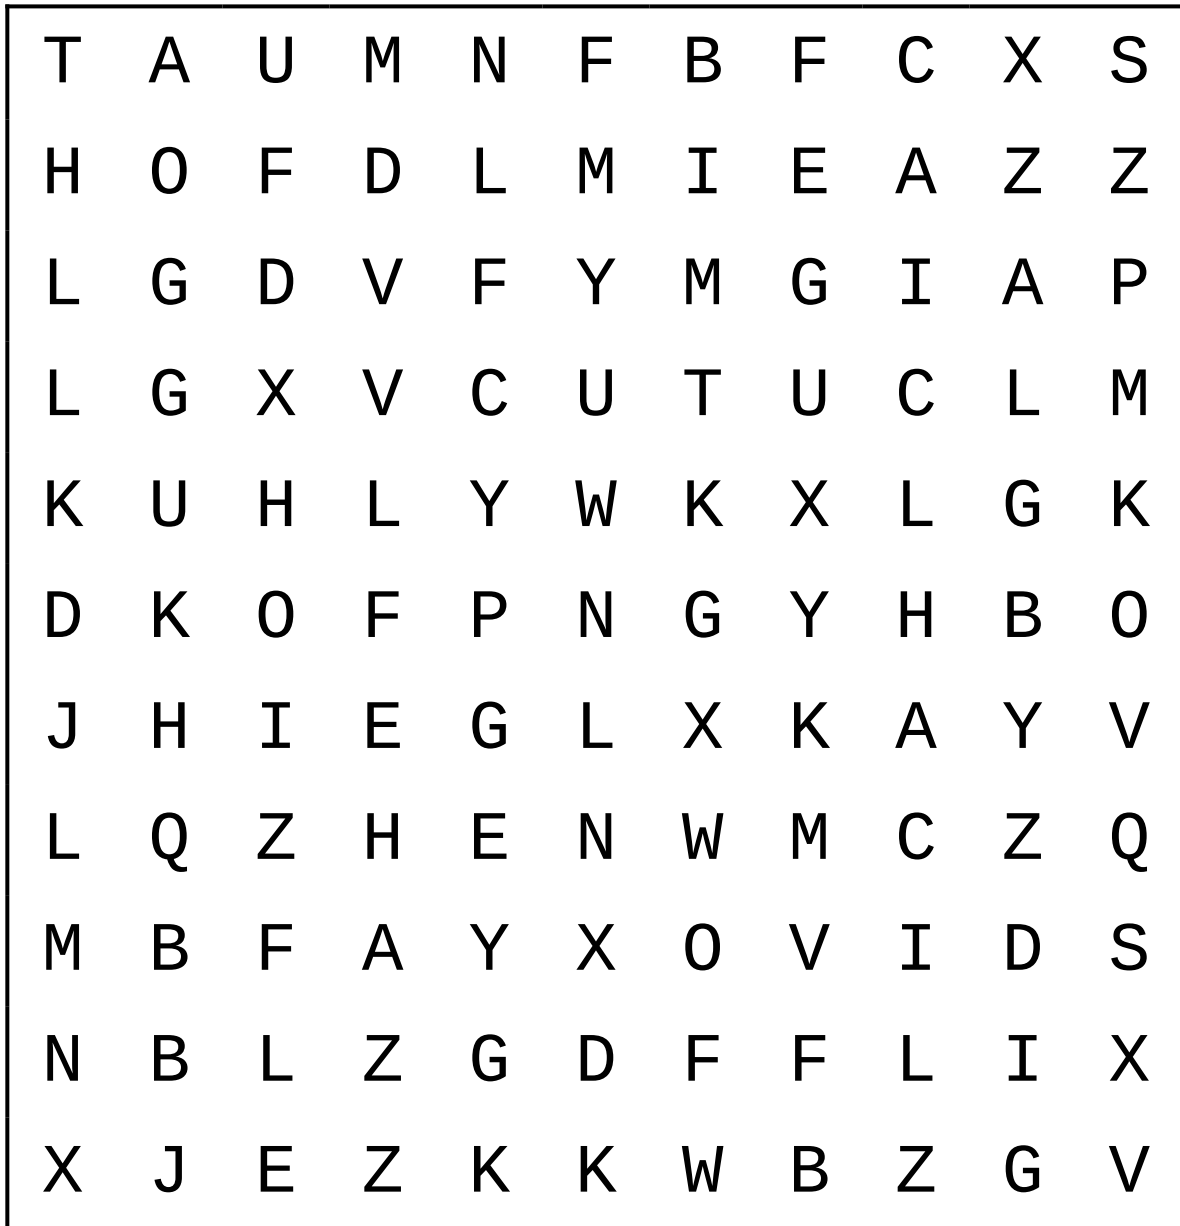 T A U M N F B F C X S
H O F D L M I E A Z Z
L G D V F Y M G I A P
L G X V C U T U C L M
K U H L Y W K X L G K
D K O F P N G Y H B O
J H I E G L X K A Y V
L Q Z H E N W M C Z Q
M B F A Y X O V I D S
N B L Z G D F F L I X
X J E Z K K W B Z G V